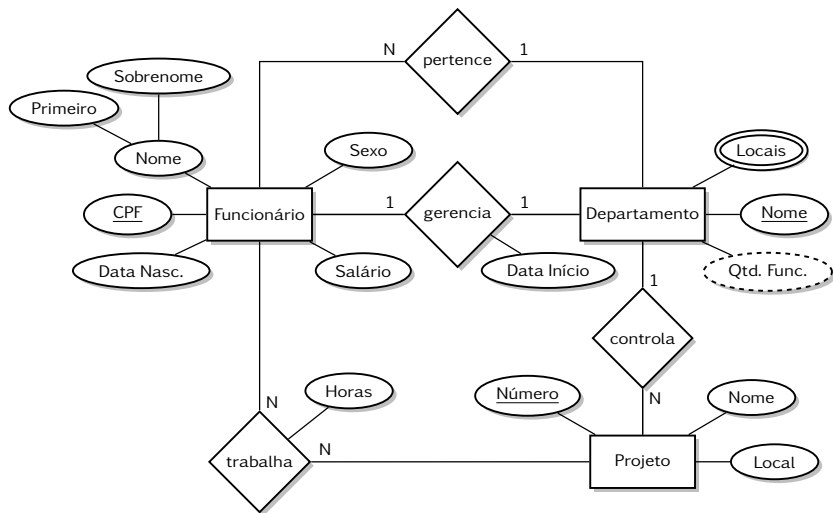 N
pertence
1
Sobrenome
Primeiro
Nome
Sexo
Locais
CPF
Funcionário
1
gerencia
1
Departamento
Nome
Data Nasc.
Salário
Data Início
Qtd. Func.
1
controla
N
Horas
Número
Nome
N
trabalha
N
Projeto
Local